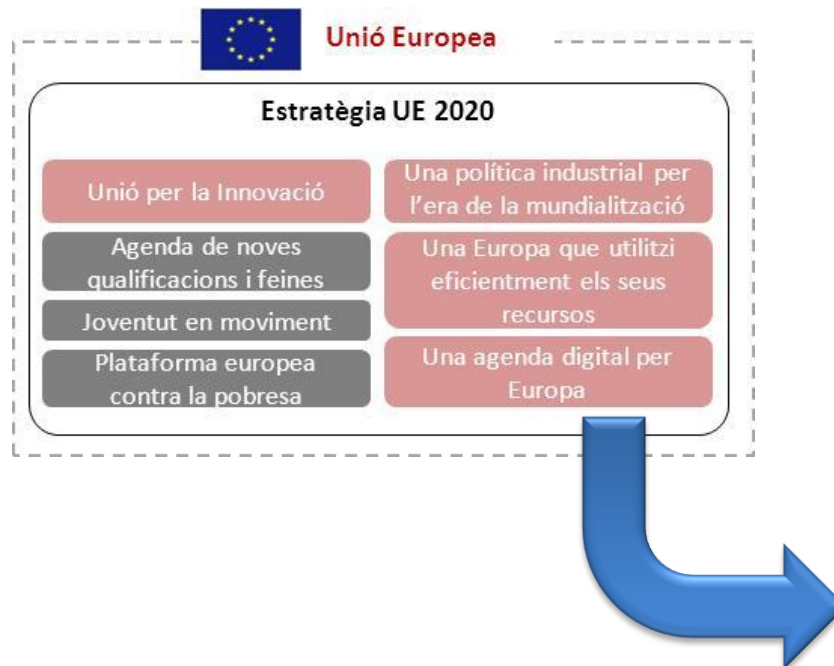 Unió Europea
Estratègia UE 2020
Unió per la Innovació
Agenda de noves
qualificacions i feines
Joventut en moviment
Plataforma europea
contra la pobresa
Una política industrial per
l'era de la mundialització
Una Europa que utilitzi
eficientment els seus
recursos
Una agenda digital per
Europa